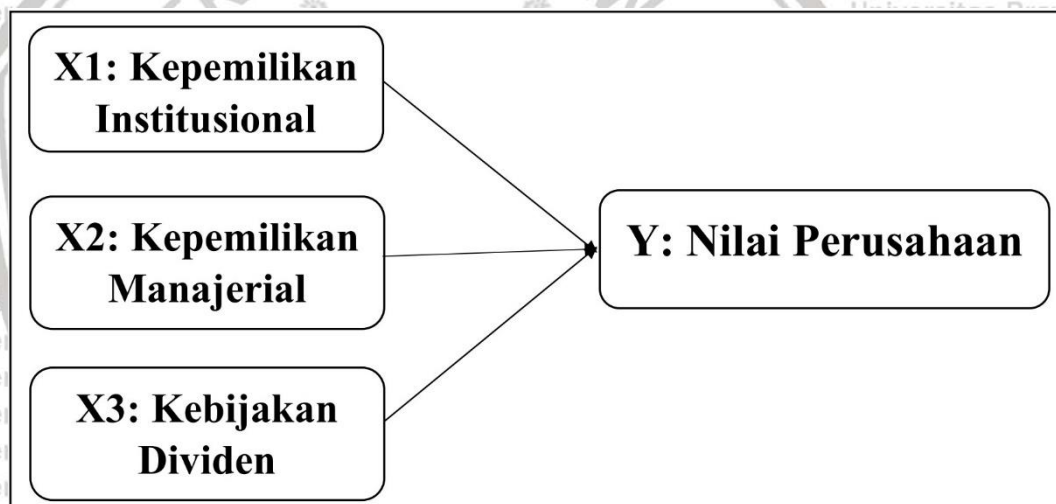 X1: Kepemilikan
Institusional
X2: Kepemilikan
Manajerial
Y: Nilai Perusahaan
X3: Kebijakan
Dividen